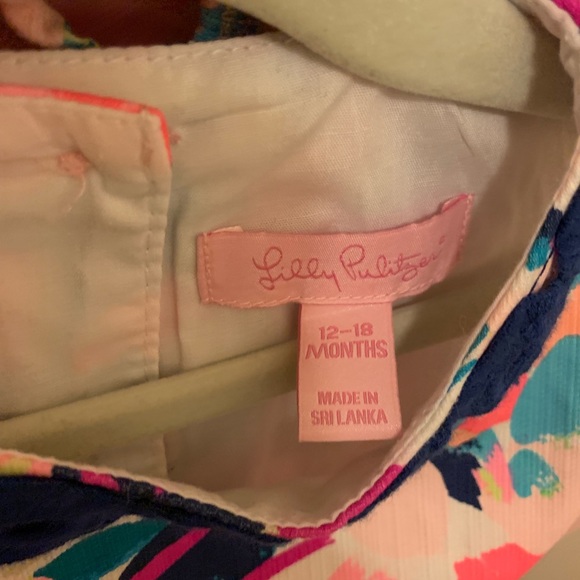 Lilly Pulitzer
12-18
MONTHS
MADE IN
SRI LANKA